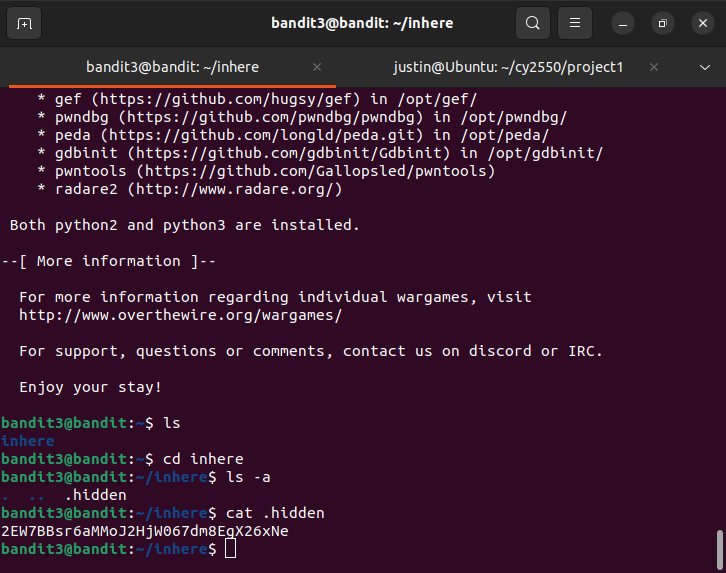 bandit3@bandit: ~/inhere
bandit3@bandit: ~/inhere
justin@Ubuntu: ~/cy2550/project1
* gef (https://github.com/hugsy/gef) in /opt/gef/
* pwndbg (https://github.com/pwndbg/pwndbg) in /opt/pwndbg/
* peda (https://github.com/longld/peda.git) in /opt/peda/
* gdbinit (https://github.com/gdbinit/Gdbinit) in /opt/gdbinit/
* pwntools (https://github.com/Gallopsled/pwntools)
* radare2 (http://www.radare.org/)
Both python2 and python3 are installed.
--[ More information ]--
For more information regarding individual wargames, visit
http://www.overthewire.org/wargames/
For support, questions or comments, contact us on discord or IRC.
Enjoy your stay!
bandit3@bandit:~$ ls
inhere
bandit3@bandit:~$ cd inhere
bandit3@bandit:~/inhere$ ls -a
. .. .hidden
bandit3@bandit:~/inhere$ cat .hidden
2EW7BBsr6aMMoJ2HjW067dm8EgX26xNe
bandit3@bandit:~/inhere$